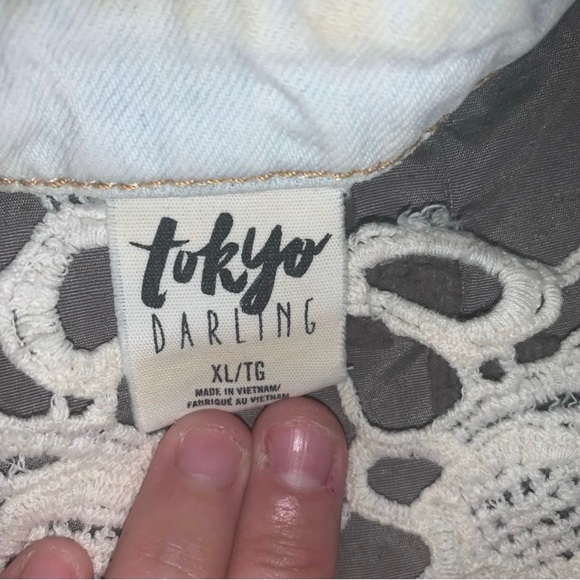 tokyo
DARLING
XL/TG
MADE IN VIETNAM/
FABRIQUÉ AU VIETNAM